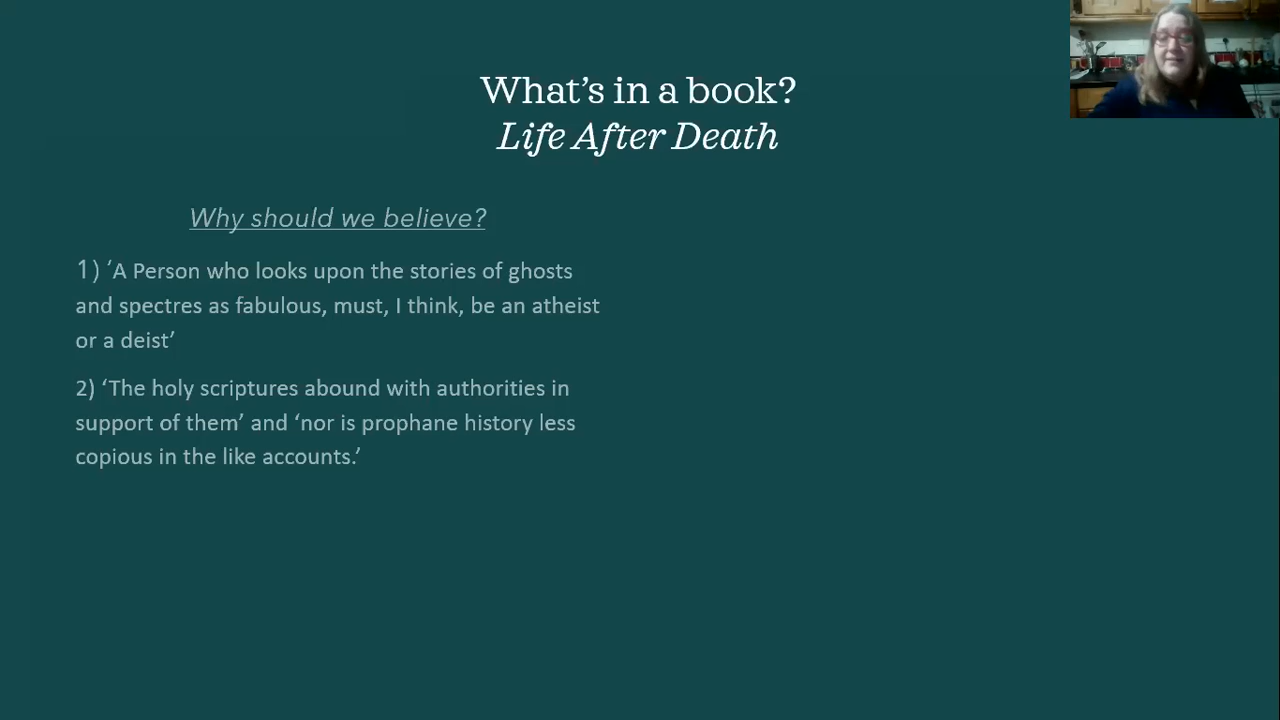 What’s in a book?
Life After Death
Why should we believe?
1) ‘A Person who looks upon the stories of ghosts
and spectres as fabulous, must, I think, be an atheist
or a deist’
2) ‘The holy scriptures abound with authorities in
support of them’ and ‘nor is prophane history less
copious in the like accounts.’